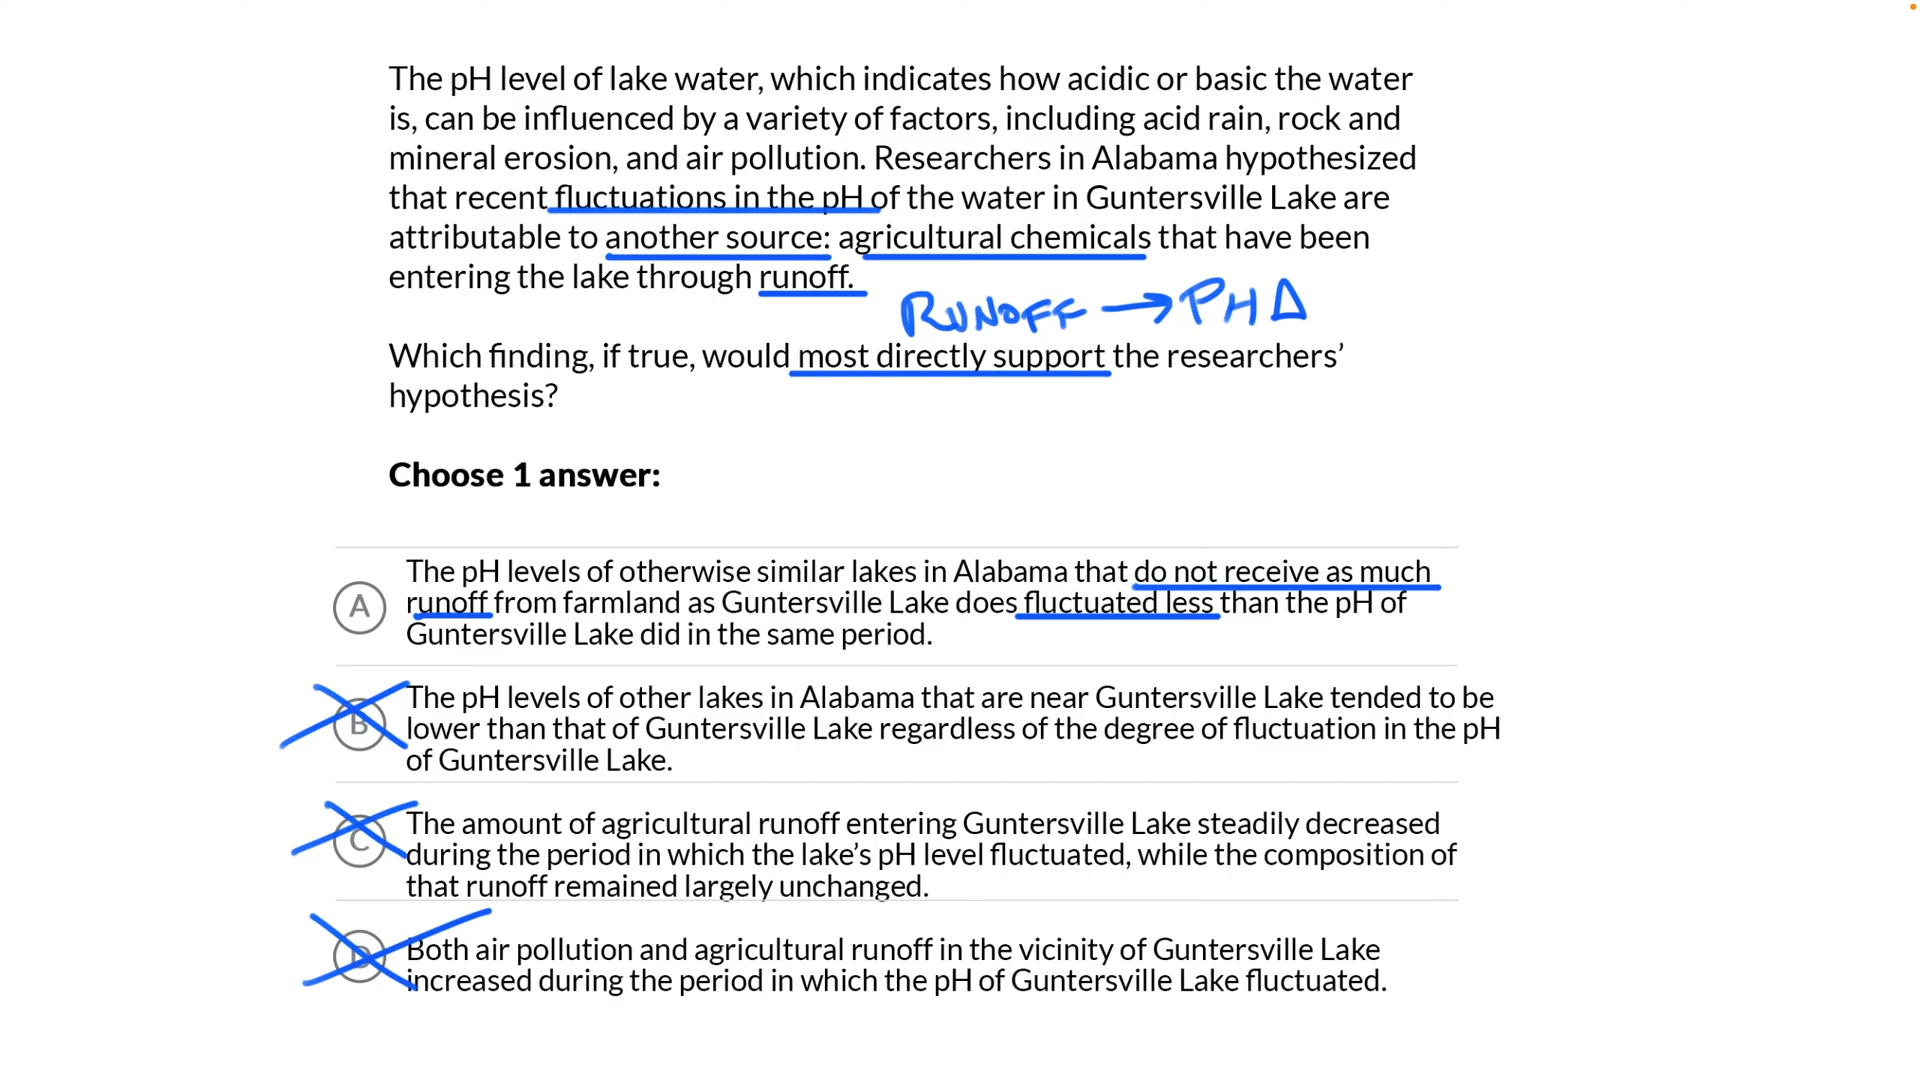 The pH level of lake water, which indicates how acidic or basic the water
is, can be influenced by a variety of factors, including acid rain, rock and
mineral erosion, and air pollution. Researchers in Alabama hypothesized
that recent fluctuations in the pH of the water in Guntersville Lake are
attributable to another source: agricultural chemicals that have been
entering the lake through runoff.
RUNOFF → PH Δ
Which finding, if true, would most directly support the researchers’
hypothesis?
Choose 1 answer:
A
The pH levels of otherwise similar lakes in Alabama that do not receive as much
runoff from farmland as Guntersville Lake does fluctuated less than the pH of
Guntersville Lake did in the same period.
B
The pH levels of other lakes in Alabama that are near Guntersville Lake tended to be
lower than that of Guntersville Lake regardless of the degree of fluctuation in the pH
of Guntersville Lake.
C
The amount of agricultural runoff entering Guntersville Lake steadily decreased
during the period in which the lake’s pH level fluctuated, while the composition of
that runoff remained largely unchanged.
D
Both air pollution and agricultural runoff in the vicinity of Guntersville Lake
increased during the period in which the pH of Guntersville Lake fluctuated.